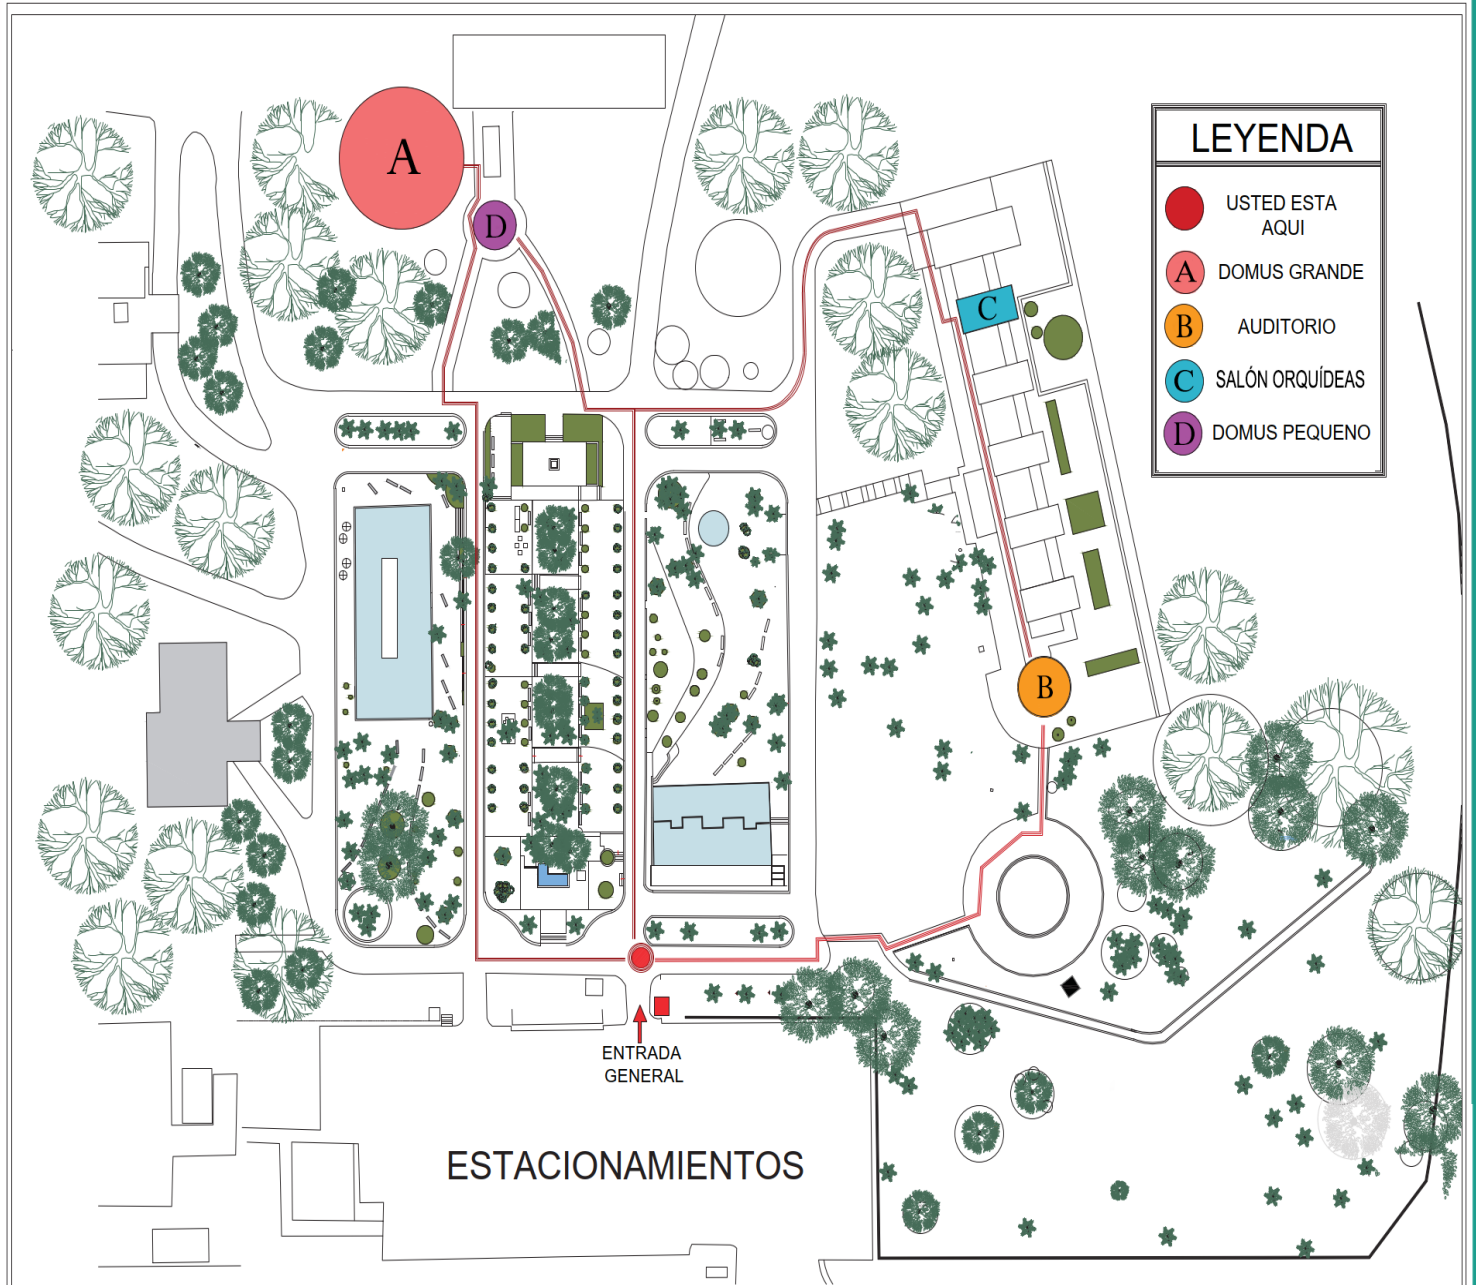 A
D
C
B
LEYENDA
USTED ESTA
AQUI
A DOMUS GRANDE
B AUDITORIO
C SALÓN ORQUÍDEAS
D DOMUS PEQUENO
ENTRADA
GENERAL
ESTACIONAMIENTOS